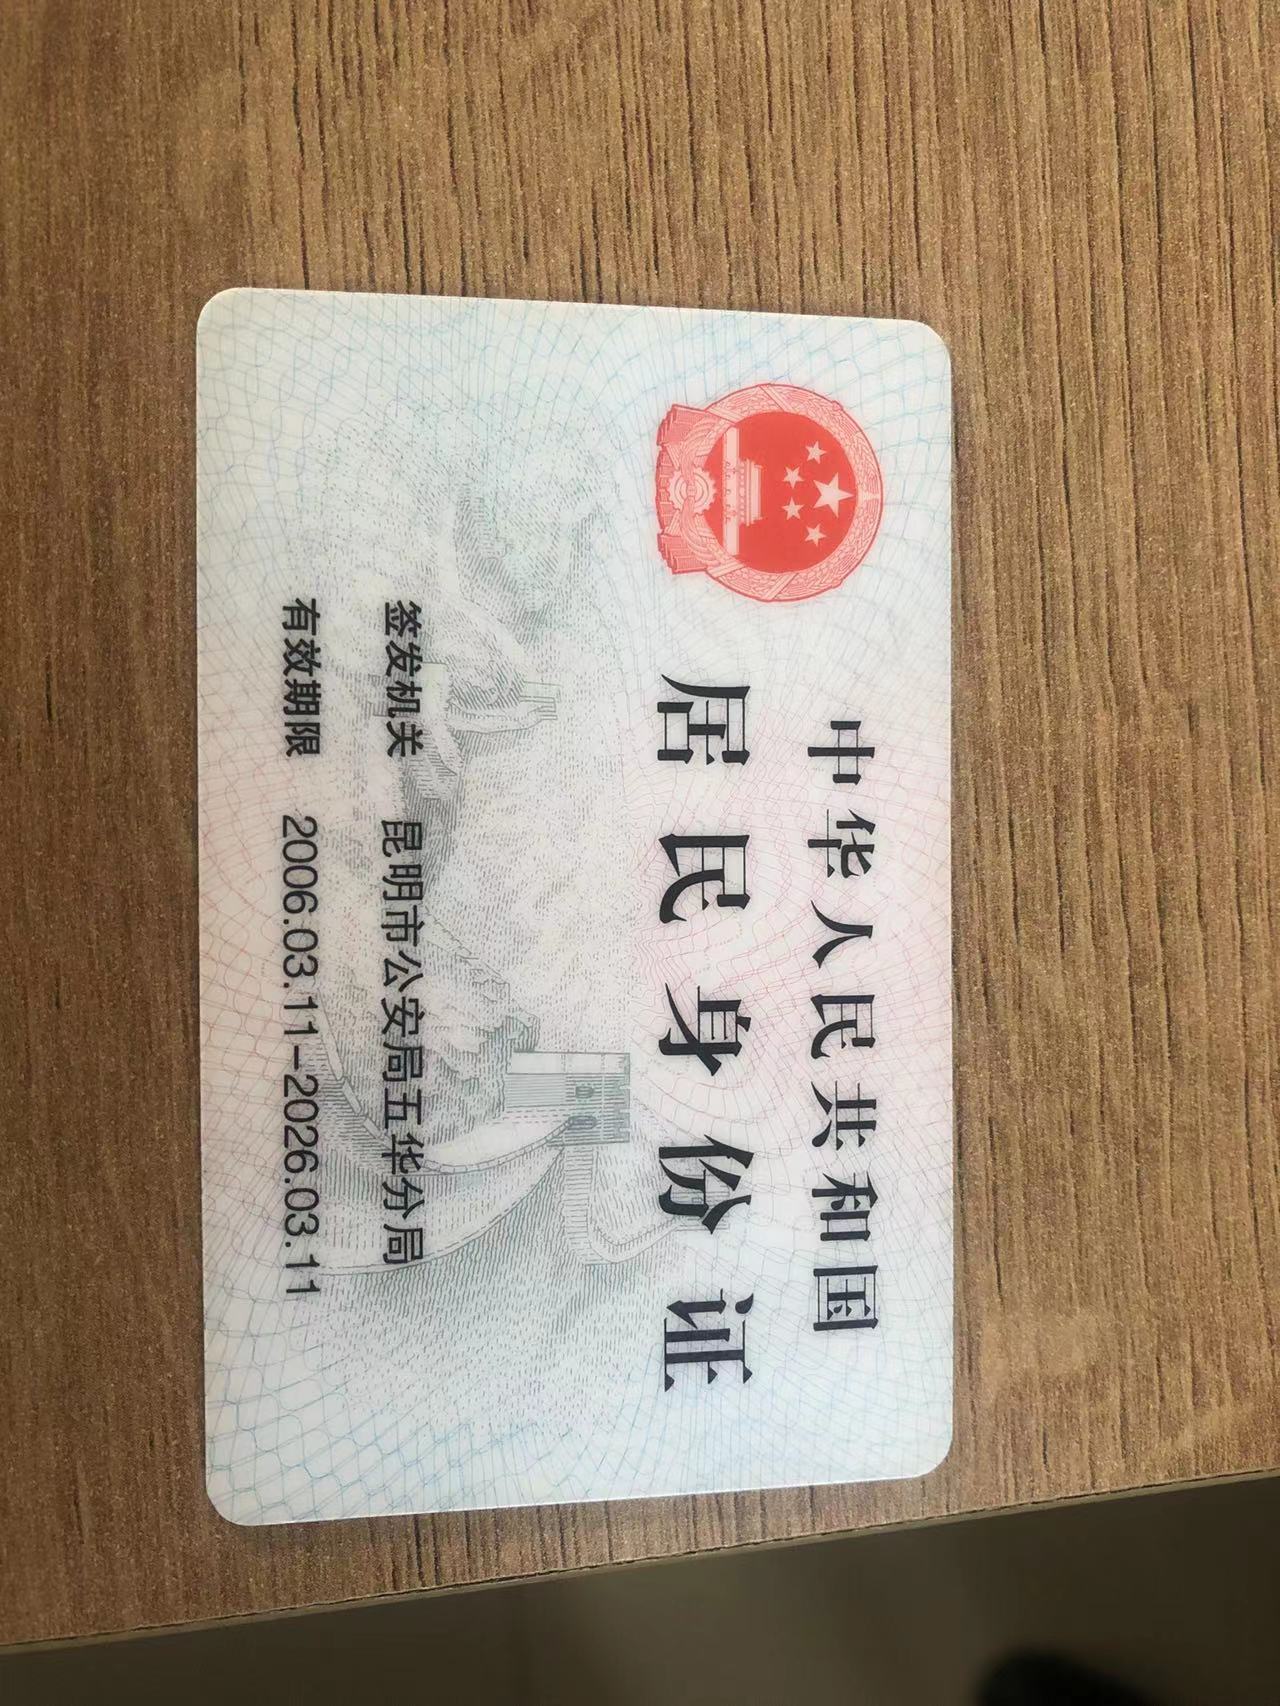 中华人民共和国
居民身份证
签发机关 昆明市公安局五华分局
有效期限 2006.03.11-2026.03.11